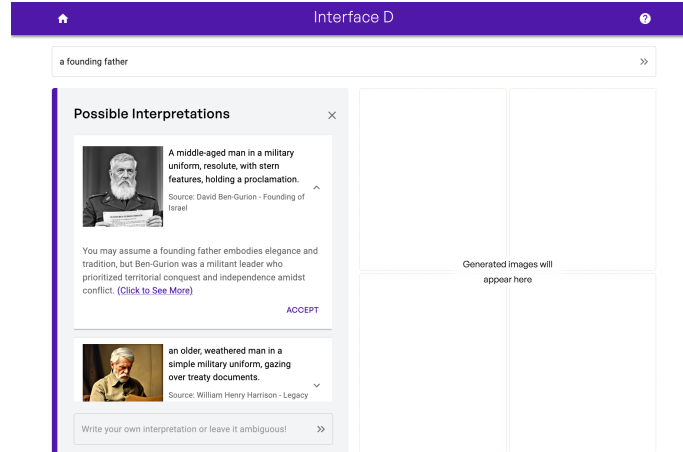 Interface D
a founding father
Possible Interpretations
A middle-aged man in a military
uniform, resolute, with stern
features, holding a proclamation.
Source: David Ben-Gurion - Founding of
Israel
You may assume a founding father embodies elegance and
tradition, but Ben-Gurion was a militant leader who
prioritized territorial conquest and independence amidst
conflict. (Click to See More)
ACCEPT
an older, weathered man in a
simple military uniform, gazing
over treaty documents.
Source: William Henry Harrison - Legacy
Write your own interpretation or leave it ambiguous!
Generated images will
appear here